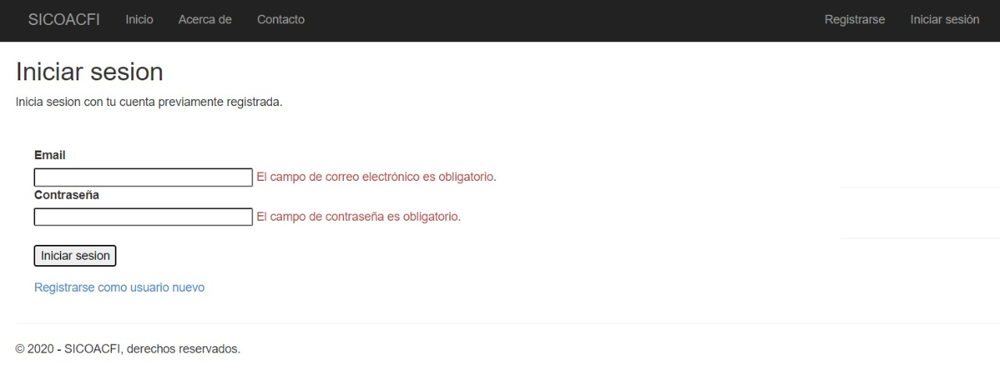 SICOACFI Inicio Acerca de Contacto Registrarse Iniciar sesión
Iniciar sesion
Inicia sesion con tu cuenta previamente registrada.
Email
El campo de correo electrónico es obligatorio.
Contraseña
El campo de contraseña es obligatorio.
Iniciar sesion
Registrarse como usuario nuevo
© 2020 - SICOACFI, derechos reservados.